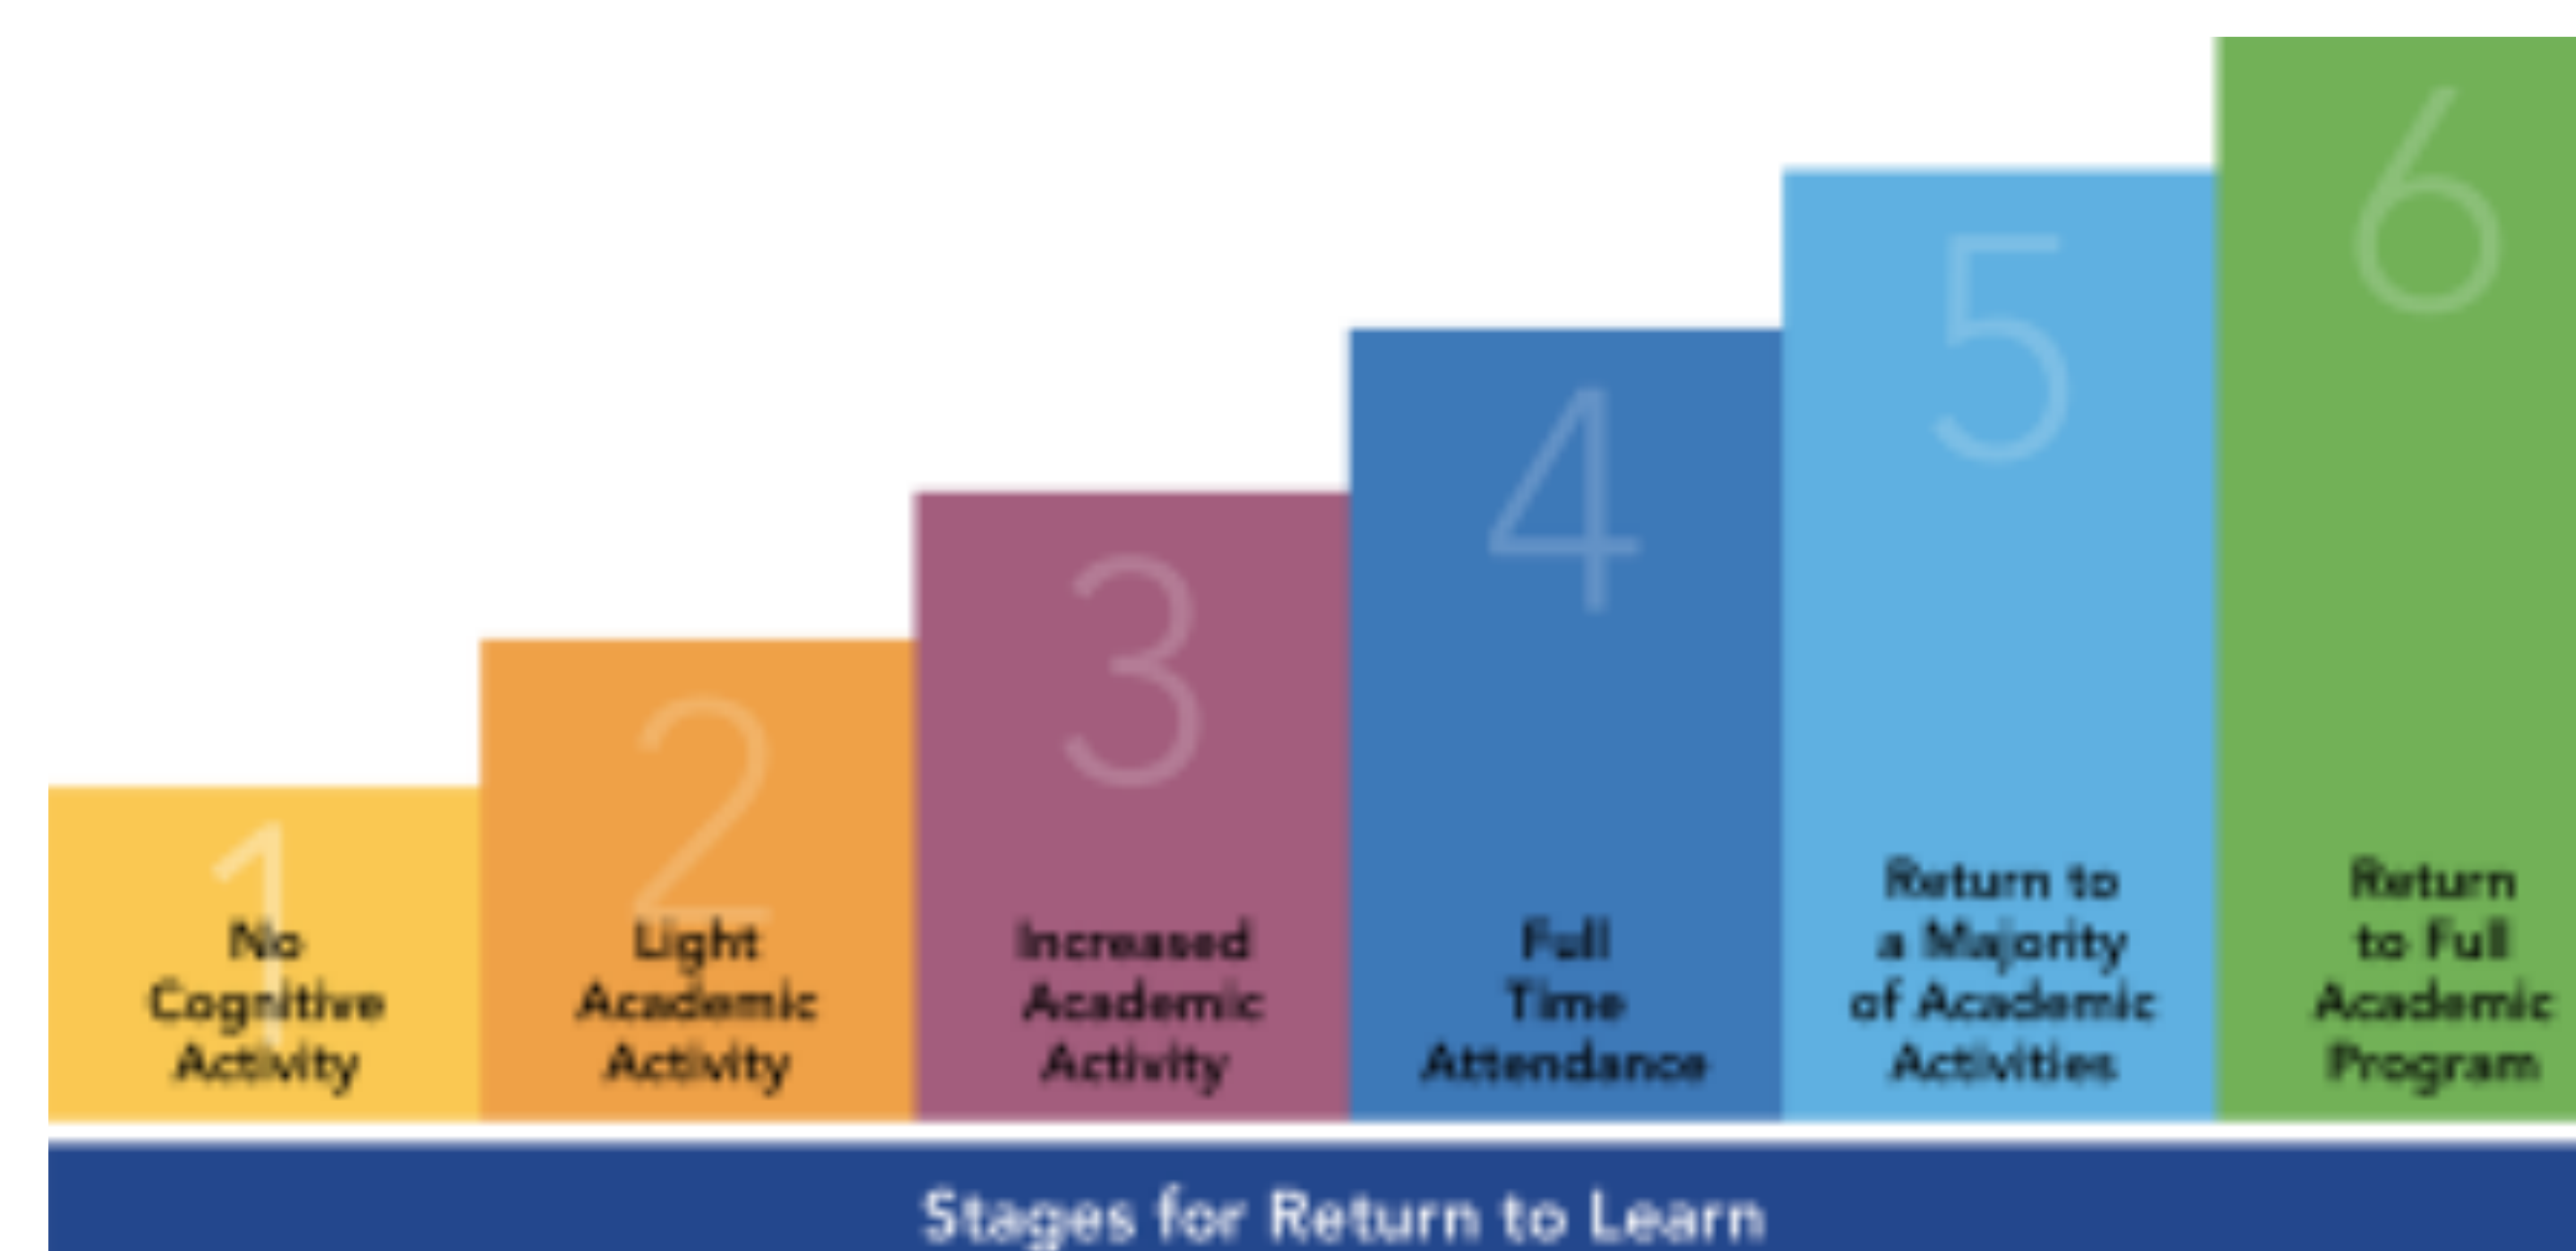 1
No
Cognitive
Activity
2
Light
Academic
Activity
3
Increased
Academic
Activity
4
Full
Time
Attendance
5
Return to
a Majority
of Academic
Activities
6
Return
to Full
Academic
Program
Stages for Return to Learn